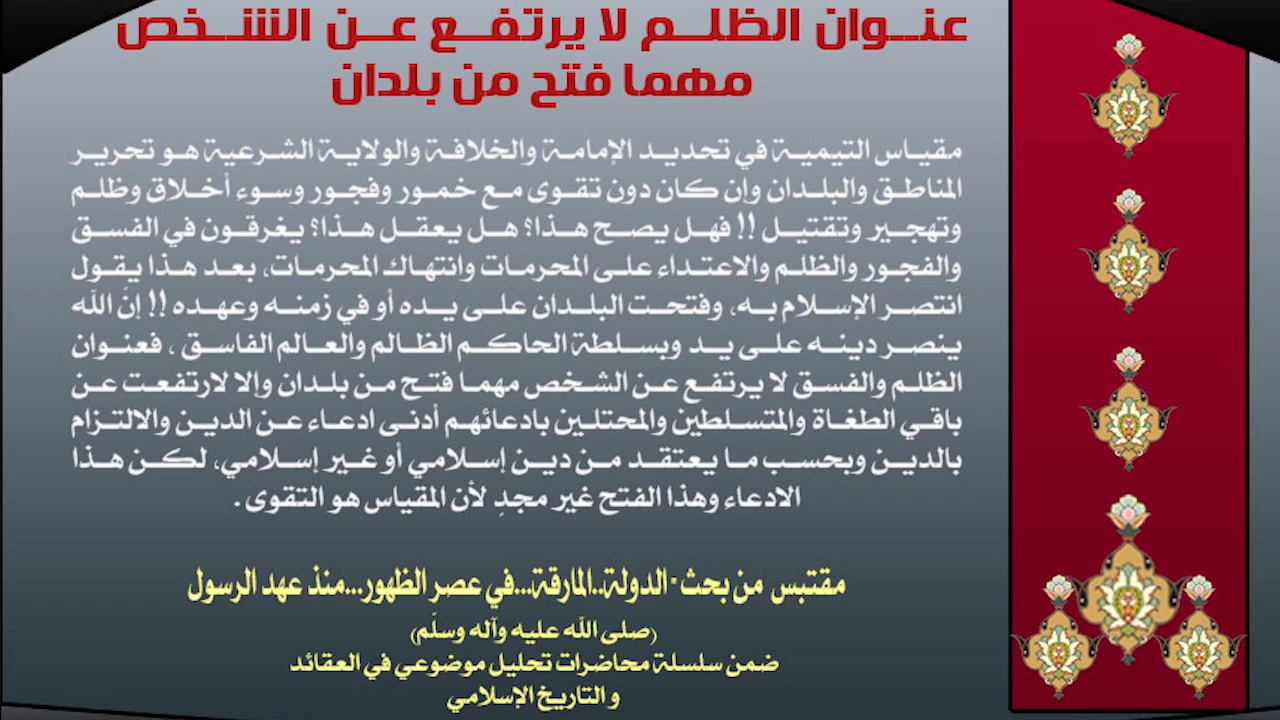 عنوان الظلم لا يرتفع عن الشخص
مهما فتح من بلدان
مقياس التيمية في تحديد الإمامة والخلافة والولاية الشرعية هو تحرير
المناطق والبلدان وإن كان دون تقوى مع خمور وفجور وسوء أخلاق وظلم
وتهجير وتقتيل !! فهل يصح هذا؟ هل يعقل هذا؟ يغرقون في الفسق
والفجور والظلم والاعتداء على المحرمات وانتهاك المحرمات، بعد هذا يقول
انتصر الإسلام به، وفتحت البلدان على يده أو في زمنه وعهده !! إنَ الله
ينصر دينه على يد وبسلطة الحاكم الظالم والعالم الفاسق ، فعنوان
الظلم والفسق لا يرتفع عن الشخص مهما فتح من بلدان وإلا لارتفعت عن
باقي الطغاة والمتسلطين والمحتلين بادعائهم أدنى ادعاء عن الدين والالتزام
بالدين وبحسب ما يعتقد من دين إسلامي أو غير إسلامي، لكن هذا
الادعاء وهذا الفتح غير مجدٍ لأن المقياس هو التقوى .
مقتبس من بحث- الدولة..المارقة...في عصر الظهور...منذ عهد الرسول
(صلى الله عليه وآله وسلّم)
ضمن سلسلة محاضرات تحليل موضوعي في العقائد
و التاريخ الإسلامي